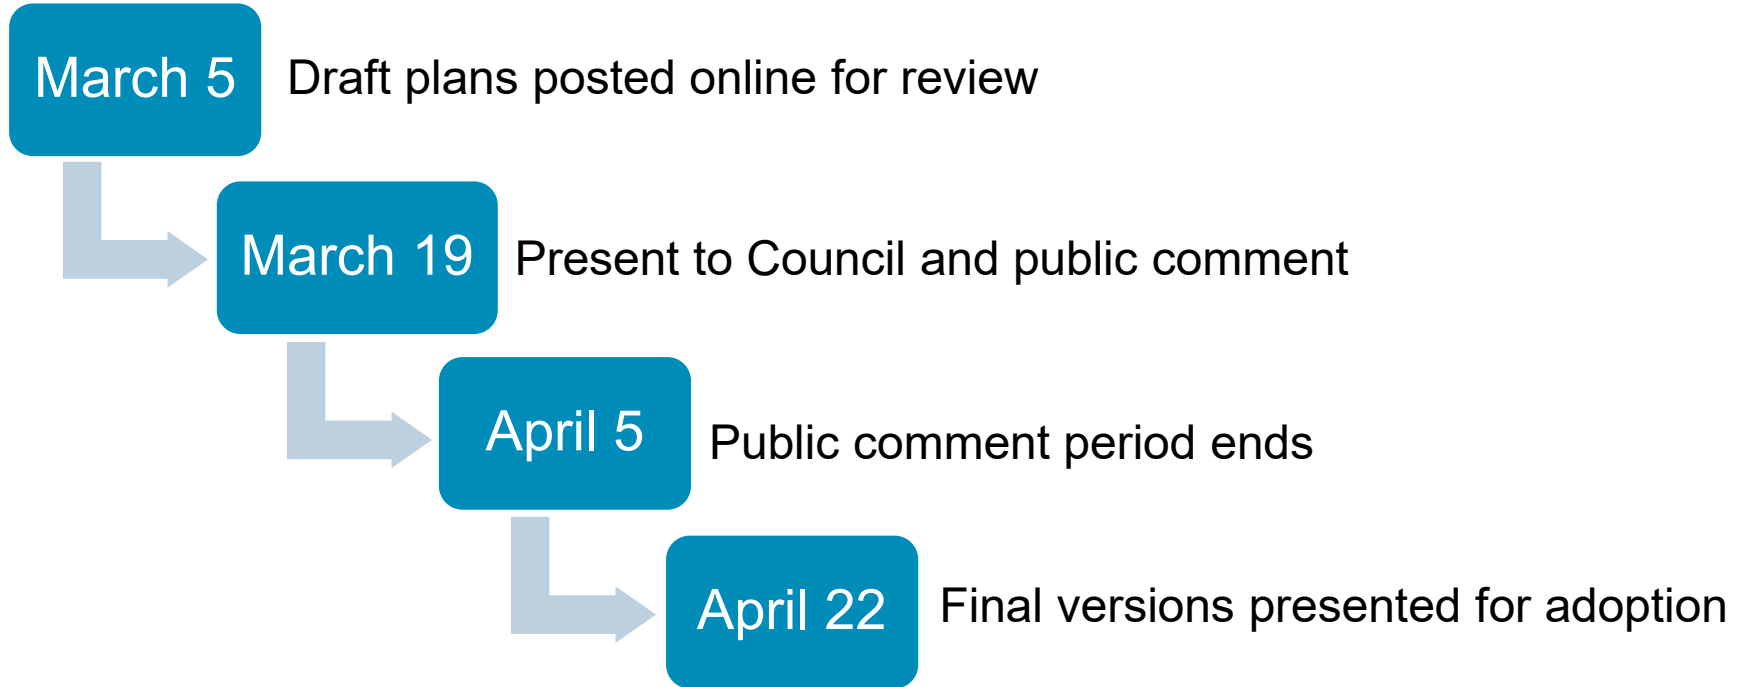 March 5
Draft plans posted online for review
March 19
Present to Council and public comment
April 5
Public comment period ends
April 22
Final versions presented for adoption